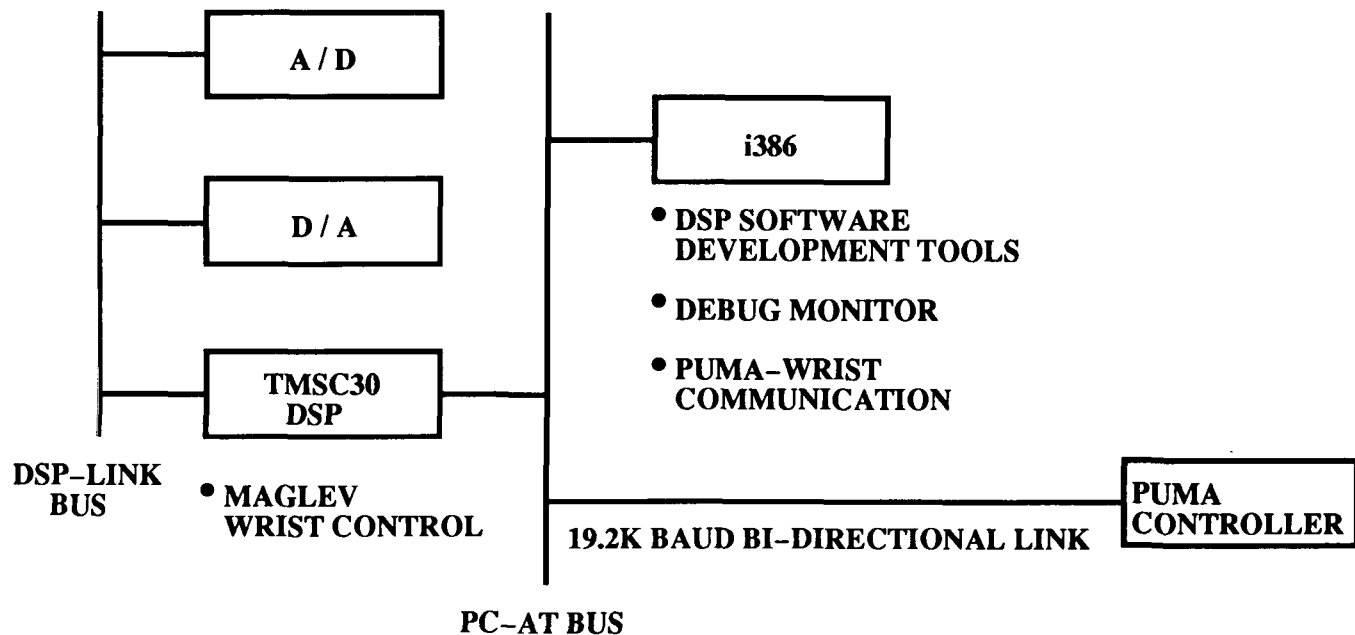 A / D
D / A
TMSC30
DSP
DSP-LINK
BUS
• MAGLEV
WRIST CONTROL
i386
• DSP SOFTWARE
DEVELOPMENT TOOLS
• DEBUG MONITOR
• PUMA-WRIST
COMMUNICATION
PUMA
CONTROLLER
19.2K BAUD BI-DIRECTIONAL LINK
PC-AT BUS